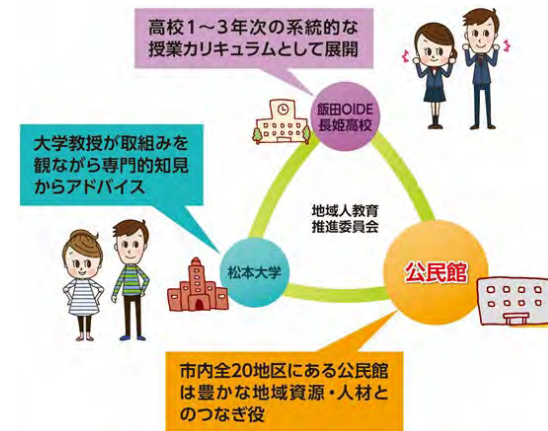 高校1～3年次の系統的な
授業カリキュラムとして展開
飯田OIDE
長姫高校
大学教授が取組みを
観ながら専門的知見
からアドバイス
地域人教育
推進委員会
松本大学
公民館
市内全20地区にある公民館
は豊かな地域資源・人材と
のつなぎ役